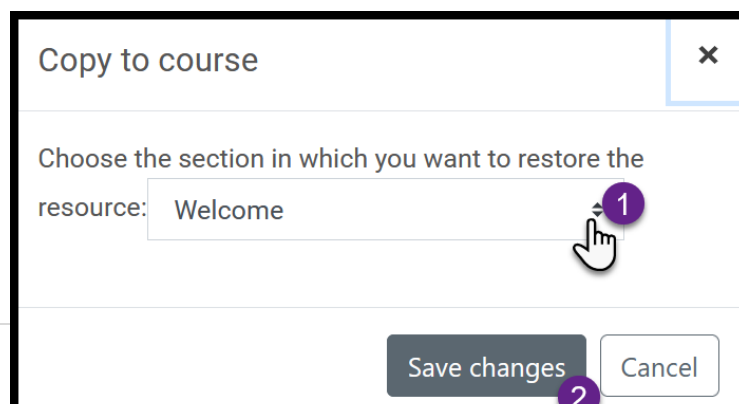 Copy to course
×
Choose the section in which you want to restore the
resource: Welcome
1
Save changes
Cancel
2